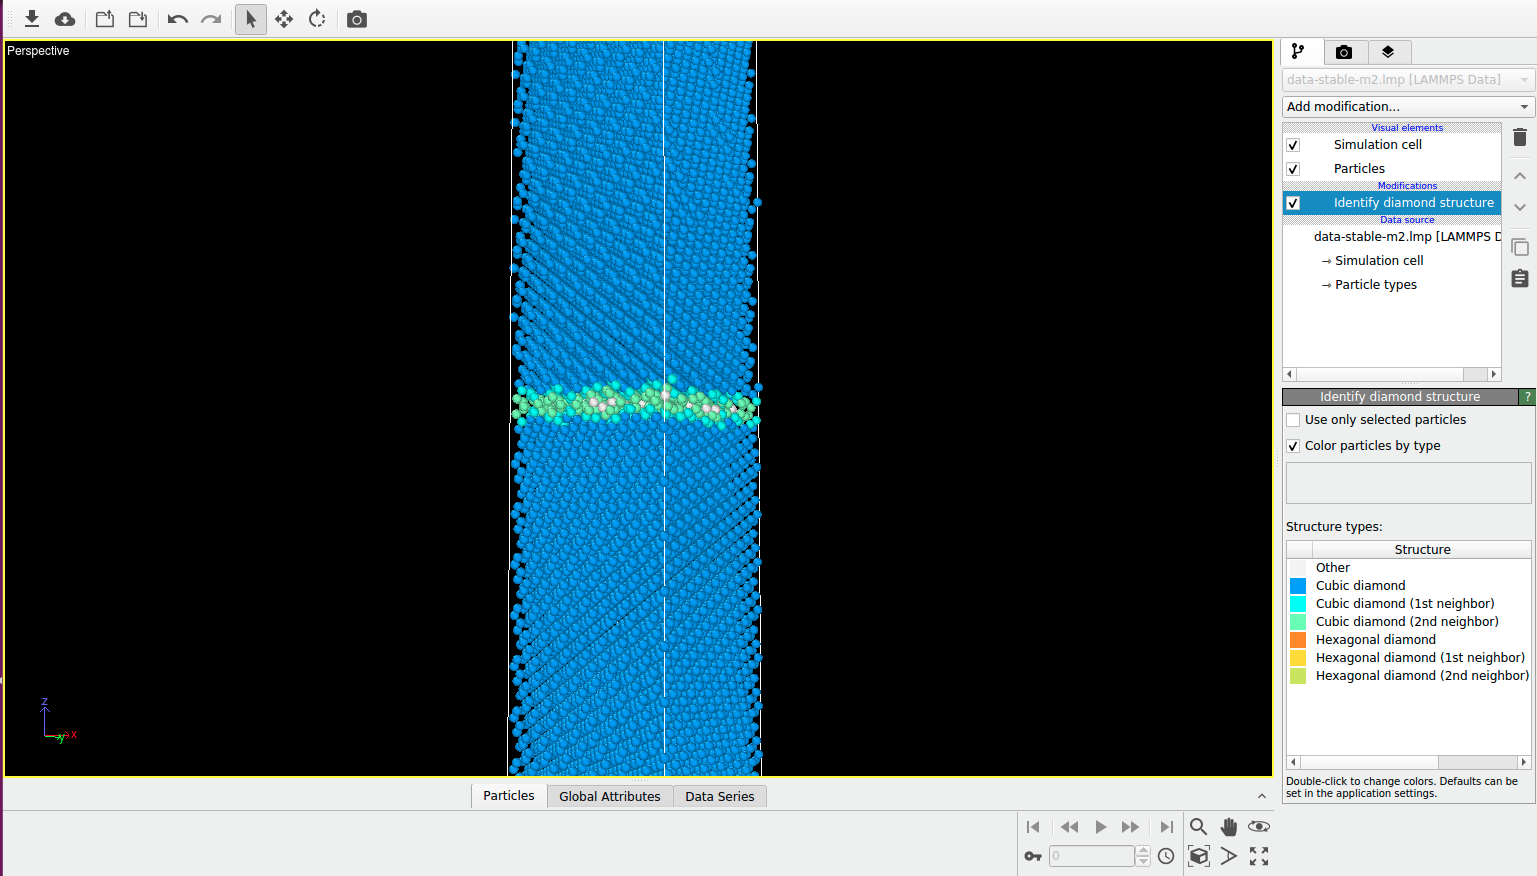 Perspective
z
y
x
data-stable-m2.lmp [LAMMPS Data]
Add modification...
Visual elements
Simulation cell
Particles
Modifications
Identify diamond structure
Data source
data-stable-m2.lmp [LAMMPS D
→ Simulation cell
→ Particle types
Identify diamond structure ?
Use only selected particles
Color particles by type
Structure types:
Structure
Other
Cubic diamond
Cubic diamond (1st neighbor)
Cubic diamond (2nd neighbor)
Hexagonal diamond
Hexagonal diamond (1st neighbor)
Hexagonal diamond (2nd neighbor)
Double-click to change colors. Defaults can be
set in the application settings.
Particles Global Attributes Data Series
0